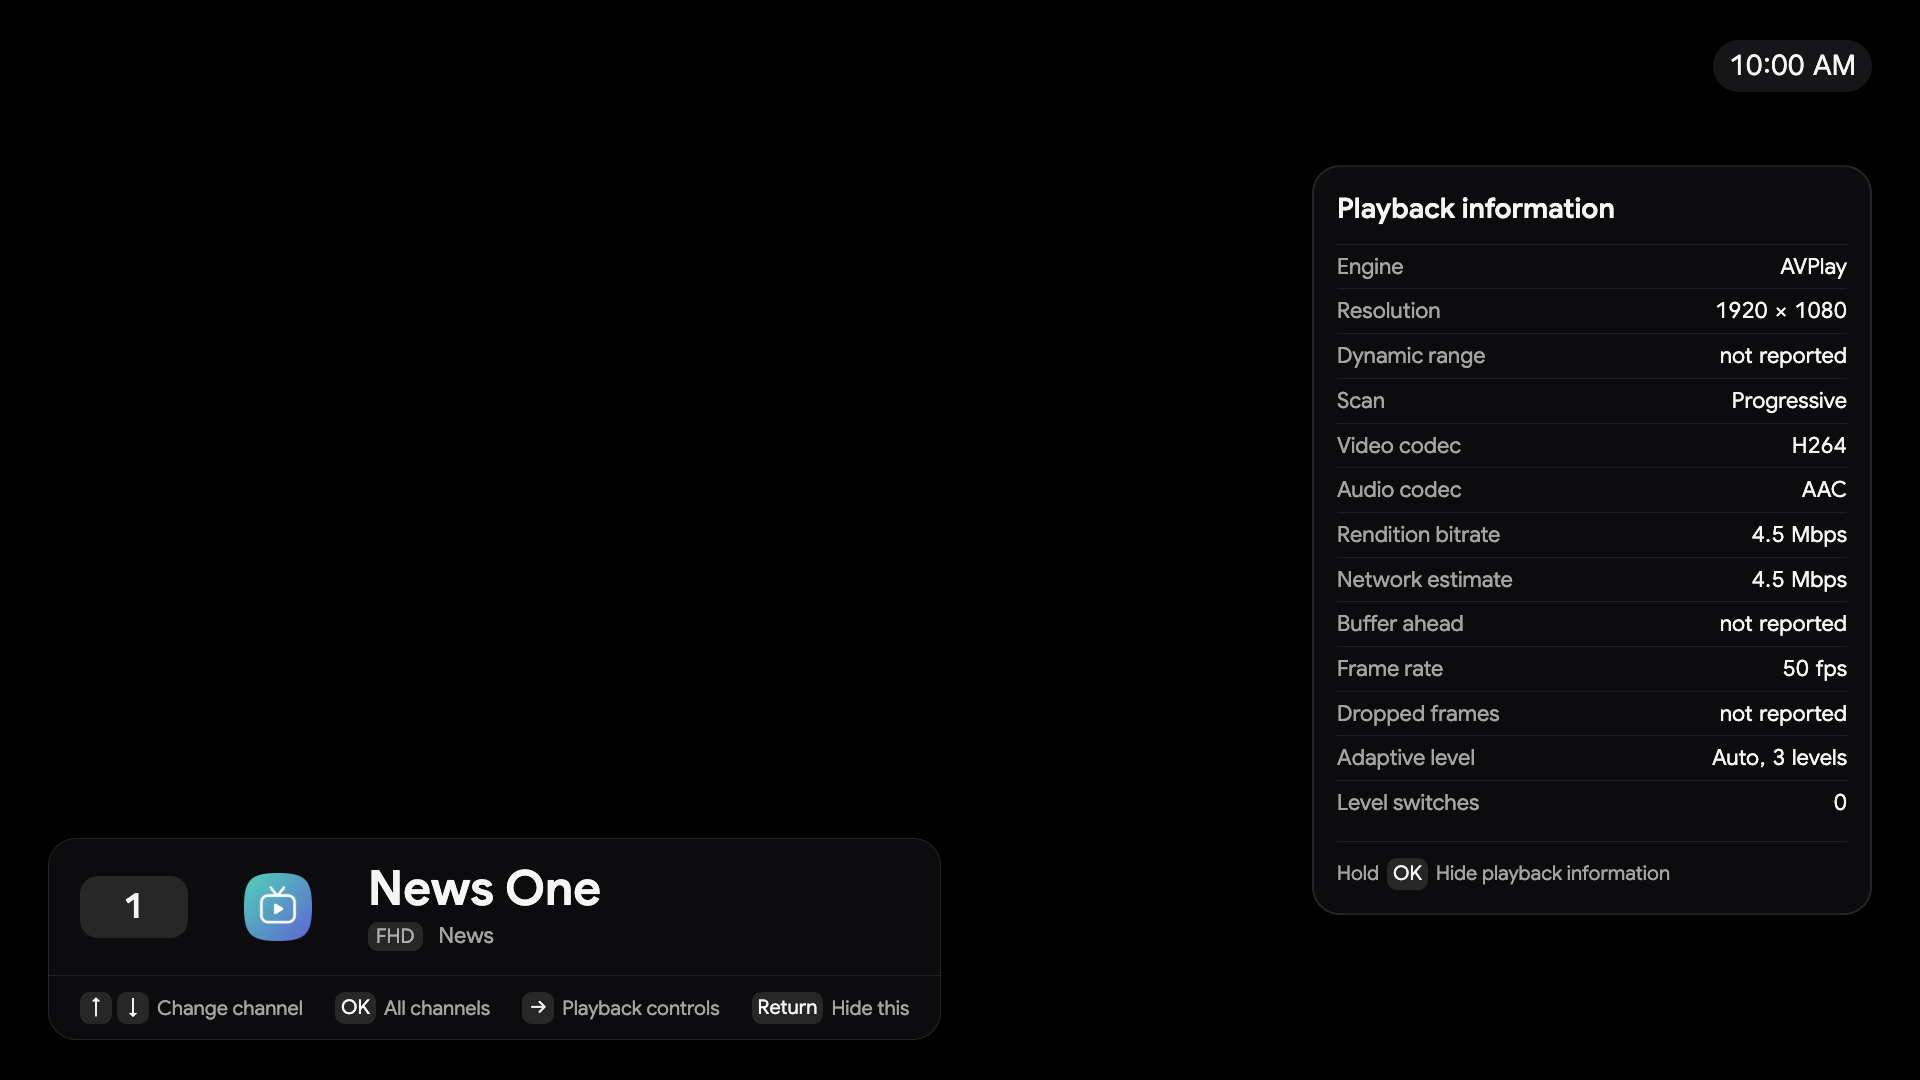 10:00 AM
Playback information
Engine AVPlay
Resolution 1920 × 1080
Dynamic range not reported
Scan Progressive
Video codec H264
Audio codec AAC
Rendition bitrate 4.5 Mbps
Network estimate 4.5 Mbps
Buffer ahead not reported
Frame rate 50 fps
Dropped frames not reported
Adaptive level Auto, 3 levels
Level switches 0
Hold OK Hide playback information
1
News One
FHD News
↑ ↓ Change channel OK All channels → Playback controls Return Hide this